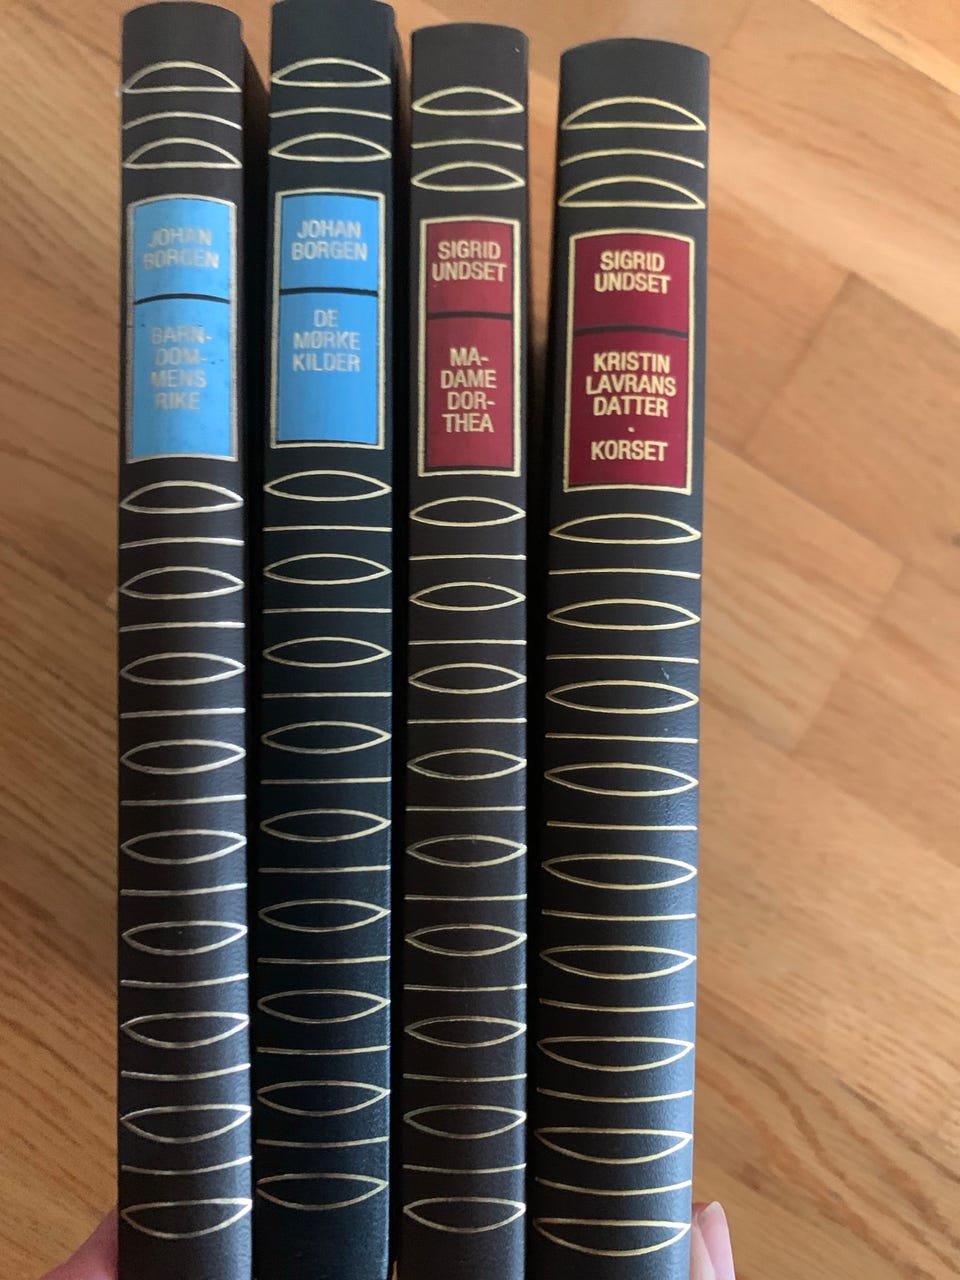 JOHAN
BORGEN
BARN-
DOM-
MENS
RIKE
JOHAN
BORGEN
DE
MØRKE
KILDER
SIGRID
UNDSET
MA-
DAME
DOR-
THEA
SIGRID
UNDSET
KRISTIN
LAVRANS
DATTER
·
KORSET